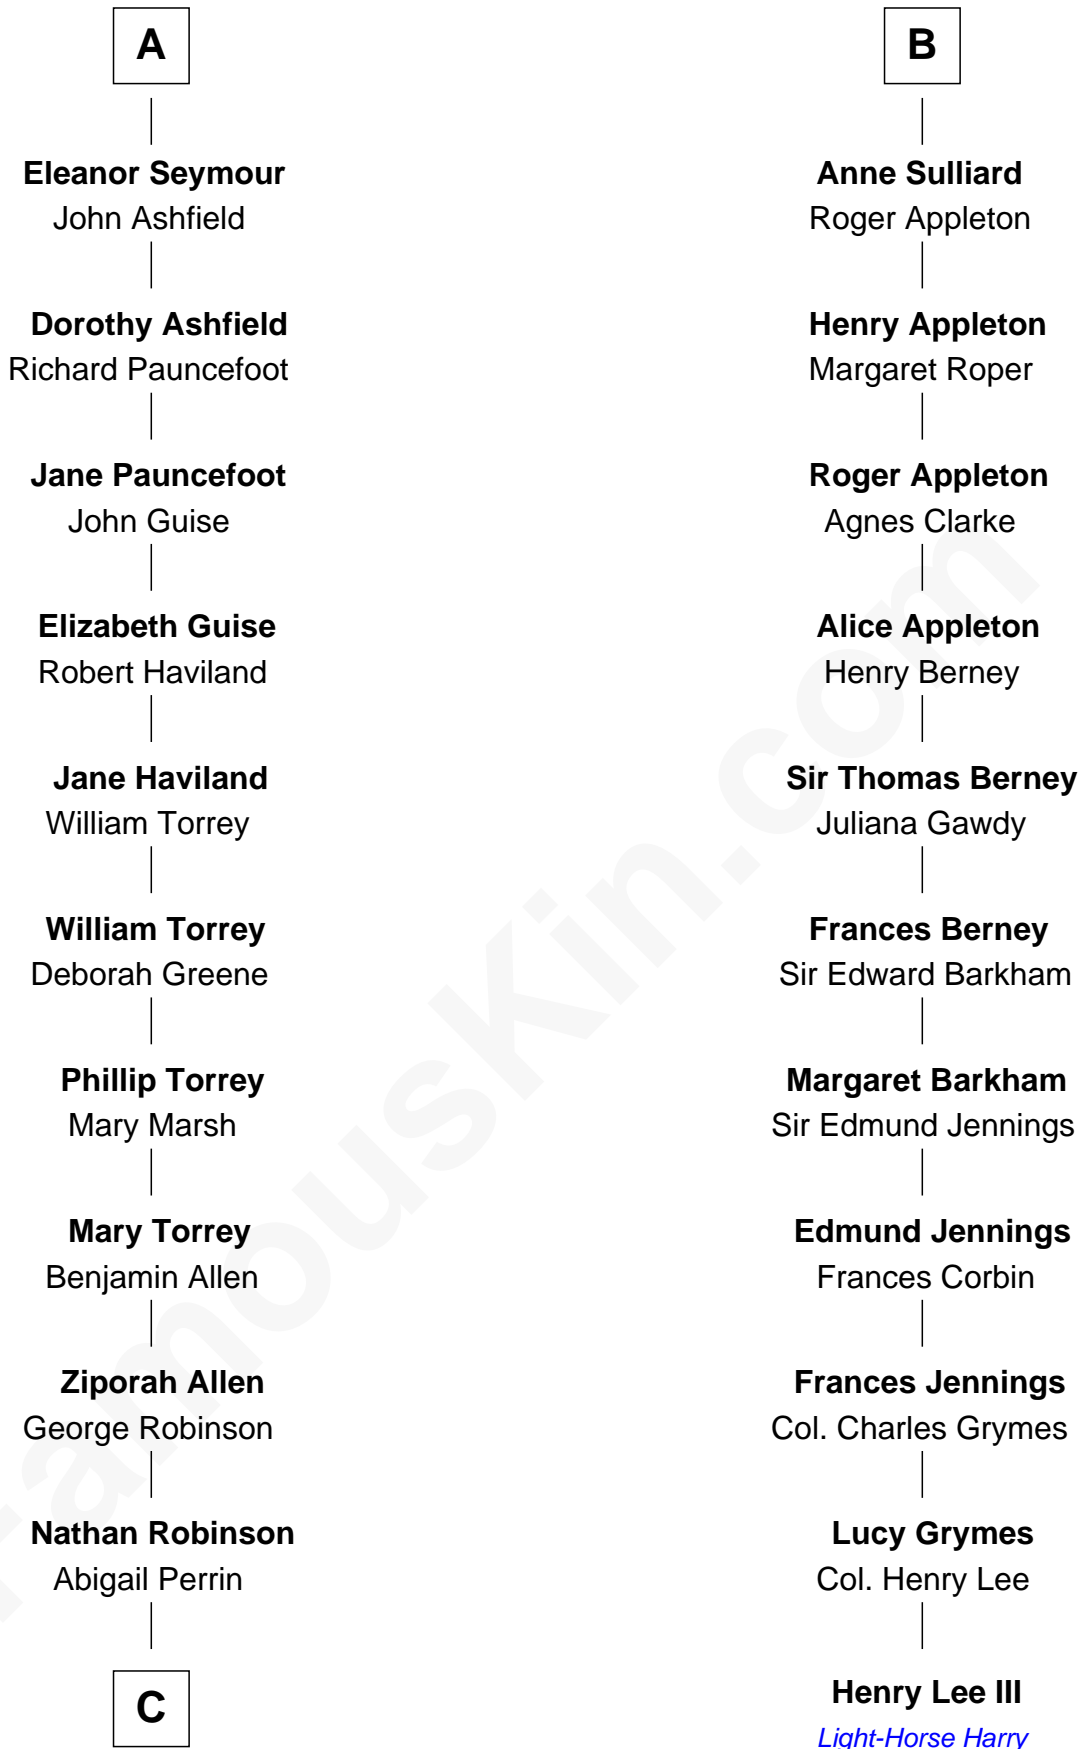 A
Eleanor Seymour
John Ashfield
Dorothy Ashfield
Richard Pauncefoot
Jane Pauncefoot
John Guise
Elizabeth Guise
Robert Haviland
Jane Haviland
William Torrey
William Torrey
Deborah Greene
Phillip Torrey
Mary Marsh
Mary Torrey
Benjamin Allen
Ziporah Allen
George Robinson
Nathan Robinson
Abigail Perrin
C
B
Anne Sulliard
Roger Appleton
Henry Appleton
Margaret Roper
Roger Appleton
Agnes Clarke
Alice Appleton
Henry Berney
Sir Thomas Berney
Juliana Gawdy
Frances Berney
Sir Edward Barkham
Margaret Barkham
Sir Edmund Jennings
Edmund Jennings
Frances Corbin
Frances Jennings
Col. Charles Grymes
Lucy Grymes
Col. Henry Lee
Henry Lee III
Light-Horse Harry
FamousKin.com